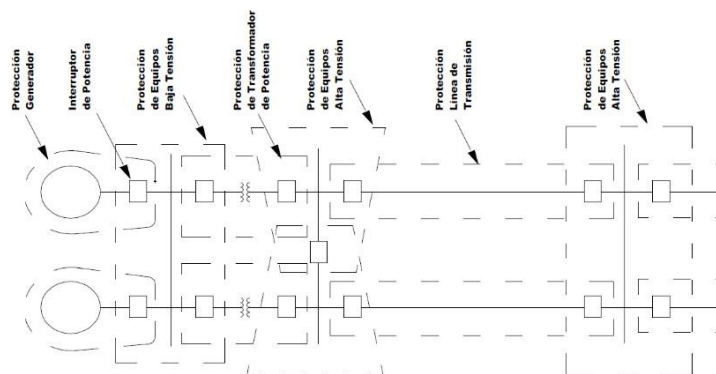 Protección
Generador
Interruptor
de Potencia
Protección
de Equipos
Baja Tensión
Protección
de Transformador
de Potencia
Protección
de Equipos
Alta Tensión
Protección
Linea de
Transmisión
Protección
de Equipos
Alta Tensión